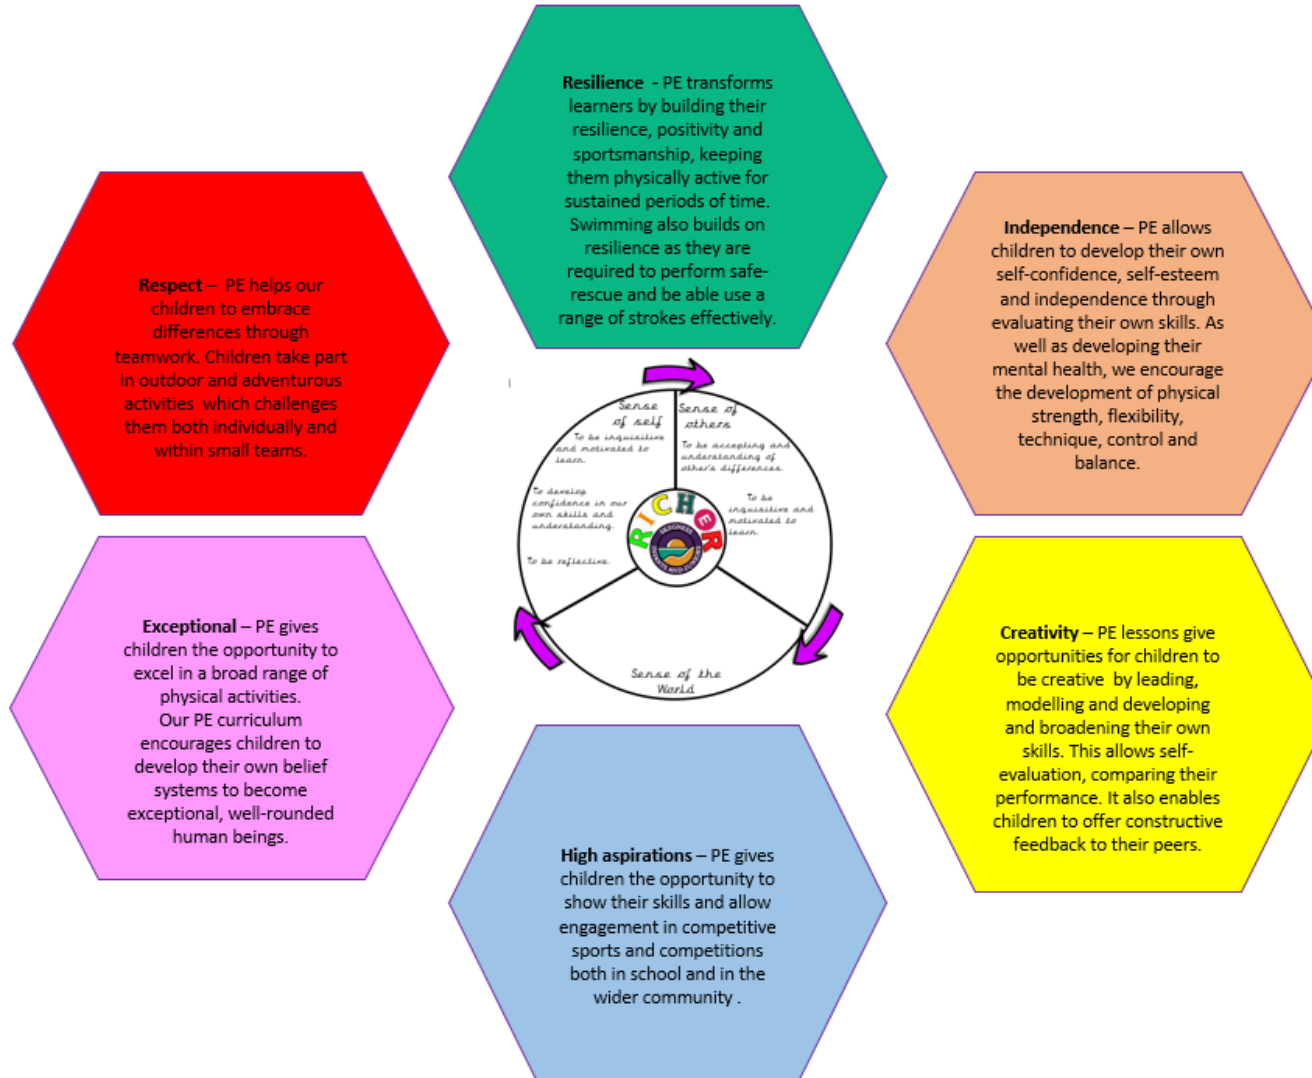 Resilience  - PE transforms
learners by building their
resilience, positivity and
sportsmanship, keeping
them physically active for
sustained periods of time.
Swimming also builds on
resilience as they are
required to perform safe-
rescue and be able use a
range of strokes effectively.
Independence – PE allows
children to develop their own
self-confidence, self-esteem
and independence through
evaluating their own skills. As
well as developing their
mental health, we encourage
the development of physical
strength, flexibility,
technique, control and
balance.
Creativity – PE lessons give
opportunities for children to
be creative  by leading,
modelling and developing
and broadening their own
skills. This allows self-
evaluation, comparing their
performance. It also enables
children to offer constructive
feedback to their peers.
High aspirations – PE gives
children the opportunity to
show their skills and allow
engagement in competitive
sports and competitions
both in school and in the
wider community .
Exceptional – PE gives
children the opportunity to
excel in a broad range of
physical activities.
Our PE curriculum
encourages children to
develop their own belief
systems to become
exceptional, well-rounded
human beings.
Respect –  PE helps our
children to embrace
differences through
teamwork. Children take part
in outdoor and adventurous
activities  which challenges
them both individually and
within small teams.
Sense
of self
To be inquisitive
and motivated to
learn.
To develop
confidence in our
own skills and
understanding.
To be reflective.
Sense of
others
To be accepting and
understanding of
other's differences.
To be
inquisitive and
motivated to
learn.
RICHER
SKEGNESS
INFANTS AND JUNIORS
Sense of the
World